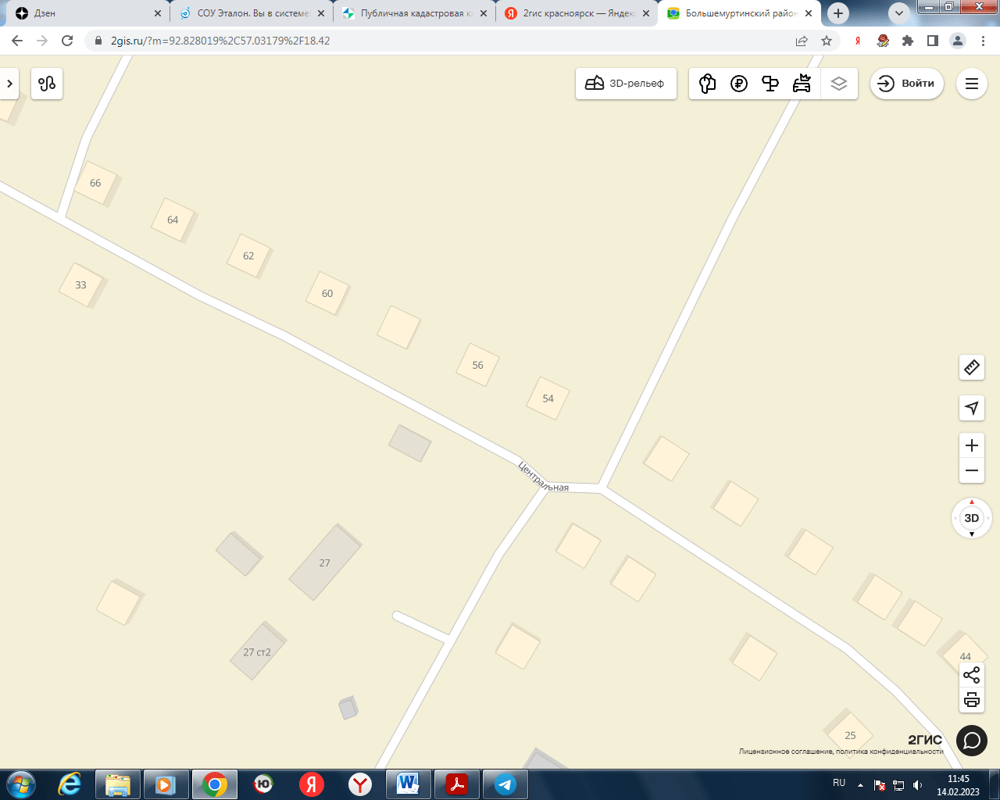 Дзен
СОУ Эталон. Вы в системе
Публичная кадастровая к
2гис красноярск — Яндекс
Большемуртинский район
2gis.ru/?m=92.828019%2C57.03179%2F18.42
3D-рельеф
Войти
66
64
62
33
60
56
54
Центральная
3D
27
27 ст2
44
25
2ГИС
Лицензионное соглашение, политика конфиденциальности
RU
11:45
14.02.2023